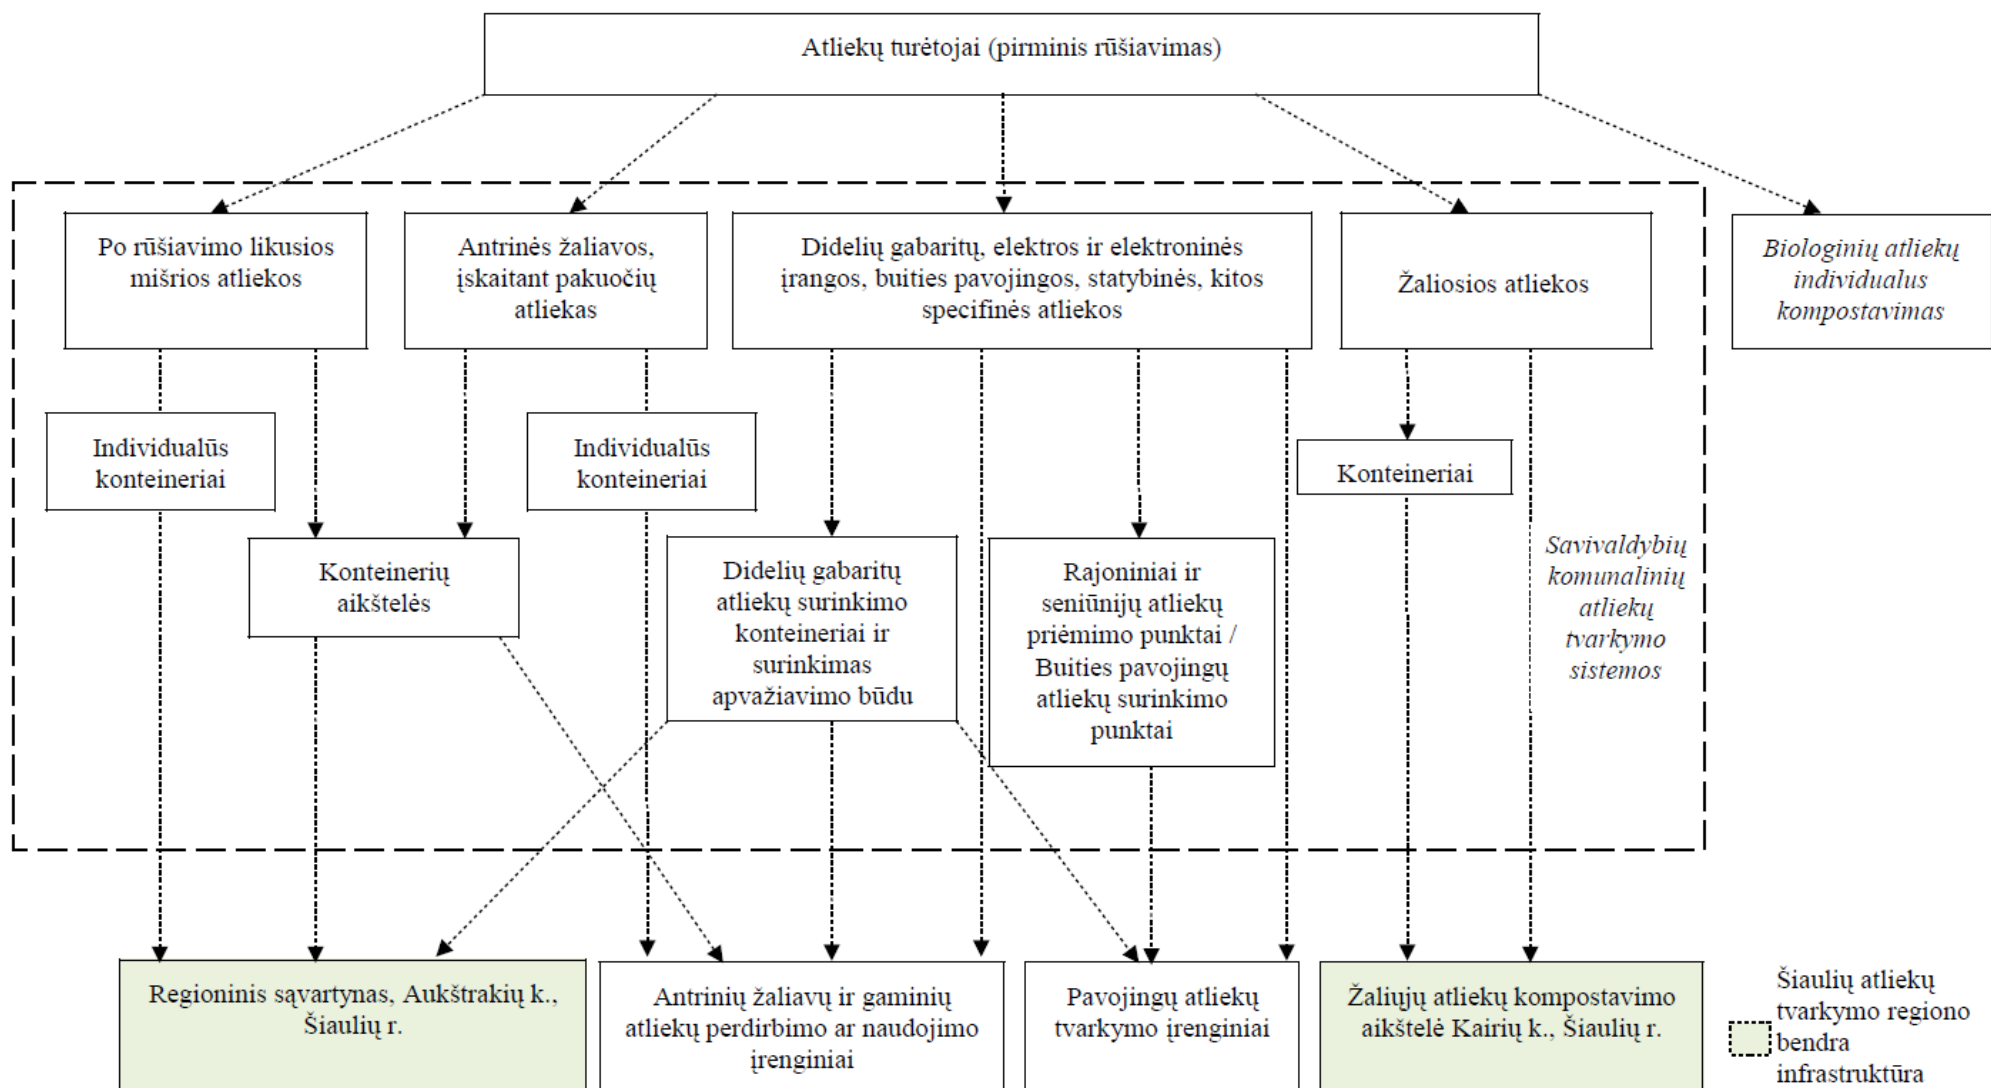 Atliekų turėtojai (pirminis rūšiavimas)
Po rūšiavimo likusios
mišrios atliekos
Antrinės žaliavos,
įskaitant pakuočių
atliekas
Didelių gabaritų, elektros ir elektroninės
įrangos, buities pavojingos, statybinės, kitos
specifinės atliekos
Žaliosios atliekos
Biologinių atliekų
individualus
kompostavimas
Individualūs
konteineriai
Individualūs
konteineriai
Konteineriai
Konteinerių
aikštelės
Didelių gabaritų
atliekų surinkimo
konteineriai ir
surinkimas
apvažiavimo būdu
Rajoniniai ir
seniūnijų atliekų
priėmimo punktai /
Buities pavojingų
atliekų surinkimo
punktai
Savivaldybių
komunalinių
atliekų
tvarkymo
sistemos
Regioninis sąvartynas, Aukštrakių k.,
Šiaulių r.
Antrinių žaliavų ir gaminių
atliekų perdirbimo ar naudojimo
įrenginiai
Pavojingų atliekų
tvarkymo įrenginiai
Žaliųjų atliekų kompostavimo
aikštelė Kairių k., Šiaulių r.
Šiaulių atliekų
tvarkymo regiono
bendra
infrastruktūra